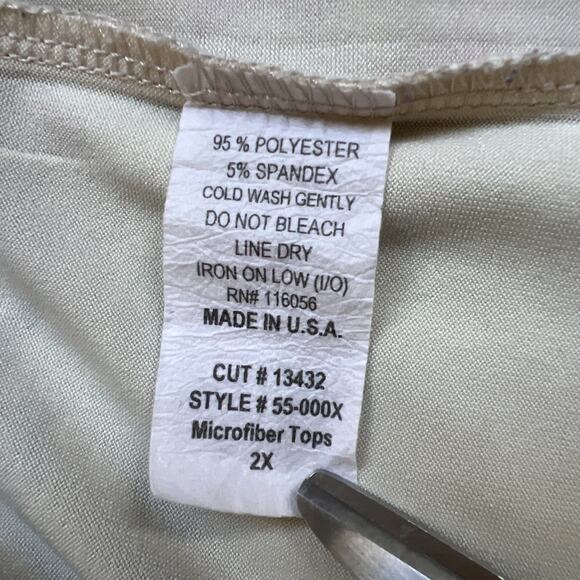 95 % POLYESTER
5% SPANDEX
COLD WASH GENTLY
DO NOT BLEACH
LINE DRY
IRON ON LOW (I/O)
RN# 116056
MADE IN U.S.A.
CUT # 13432
STYLE # 55-000X
Microfiber Tops
2X